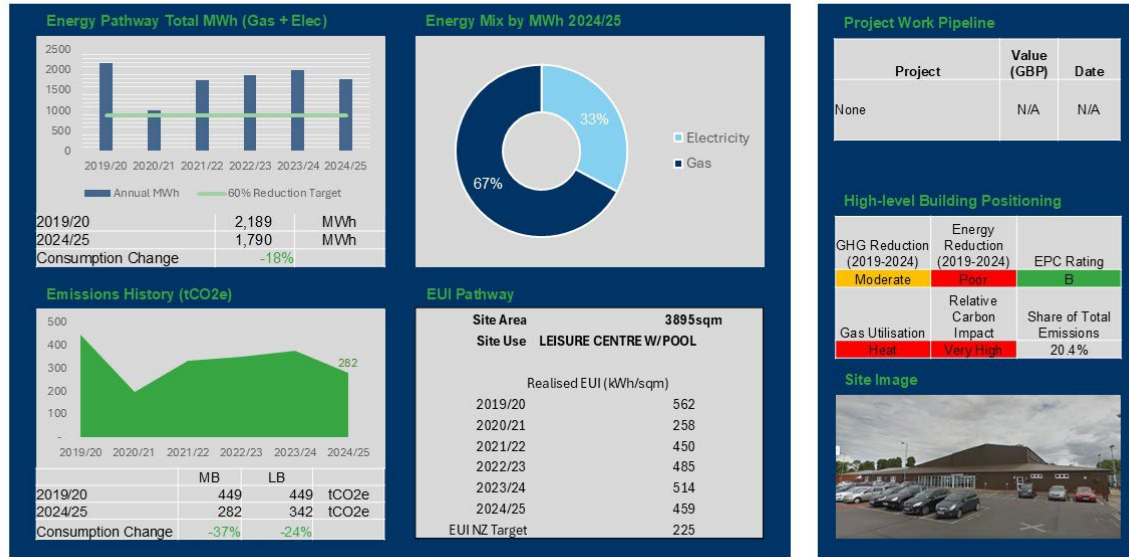 Energy Pathway Total MWh (Gas + Elec)
2500
2000
1500
1000
500
0
2019/20 2020/21 2021/22 2022/23 2023/24 2024/25
Annual MWh 60% Reduction Target
2019/20 2,189 MWh
2024/25 1,790 MWh
Consumption Change -18%
Energy Mix by MWh 2024/25
33%
67%
Electricity
Gas
Emissions History (tCO2e)
500
400
300
200
100
-
282
2019/20 2020/21 2021/22 2022/23 2023/24 2024/25
MB LB
2019/20 449 449 tCO2e
2024/25 282 342 tCO2e
Consumption Change -37% -24%
EUI Pathway
Site Area 3895sqm
Site Use LEISURE CENTRE W/POOL
Realised EUI (kWh/sqm)
2019/20 562
2020/21 258
2021/22 450
2022/23 485
2023/24 514
2024/25 459
EUI NZ Target 225
Project Work Pipeline
Project Value (GBP) Date
None N/A N/A
High-level Building Positioning
GHG Reduction (2019-2024) Energy Reduction (2019-2024) EPC Rating
Moderate Poor B
Gas Utilisation Relative Carbon Impact Share of Total Emissions
Heat Very High 20.4%
Site Image